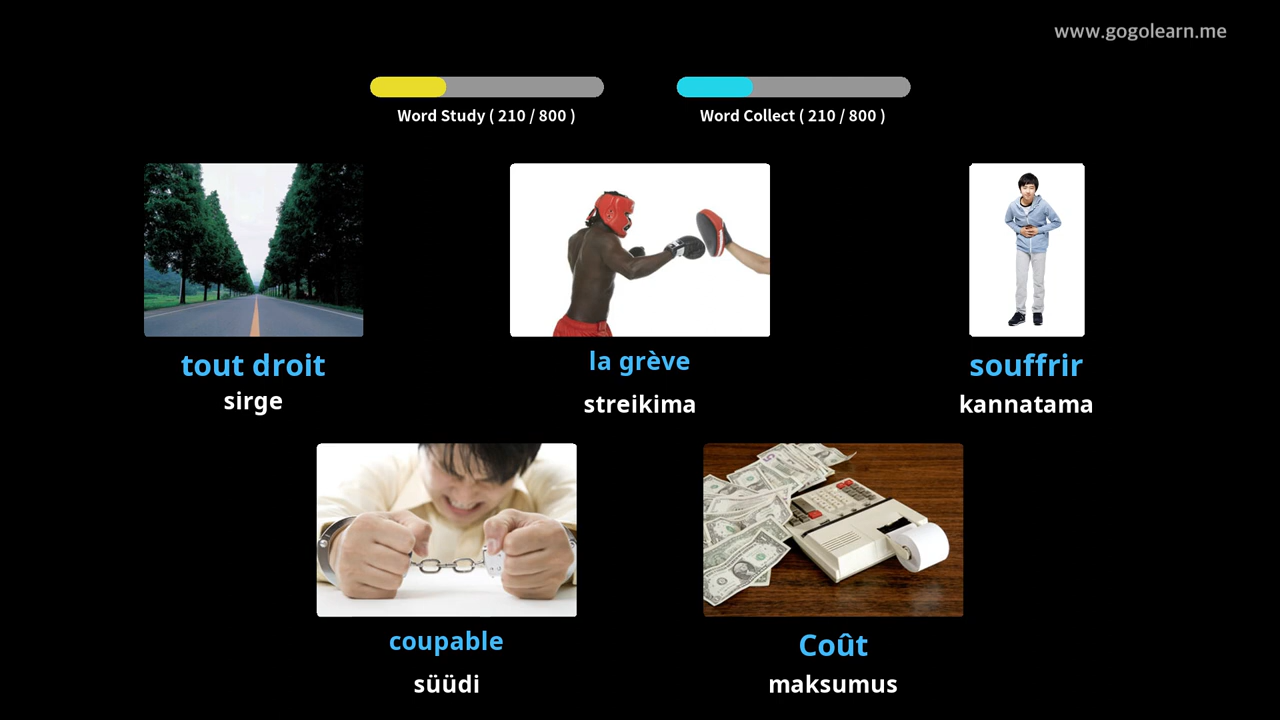 www.gogolearn.me
Word Study ( 210 / 800 )
Word Collect ( 210 / 800 )
tout droit
sirge
la grève
streikima
souffrir
kannatama
coupable
süüdi
Coût
maksumus